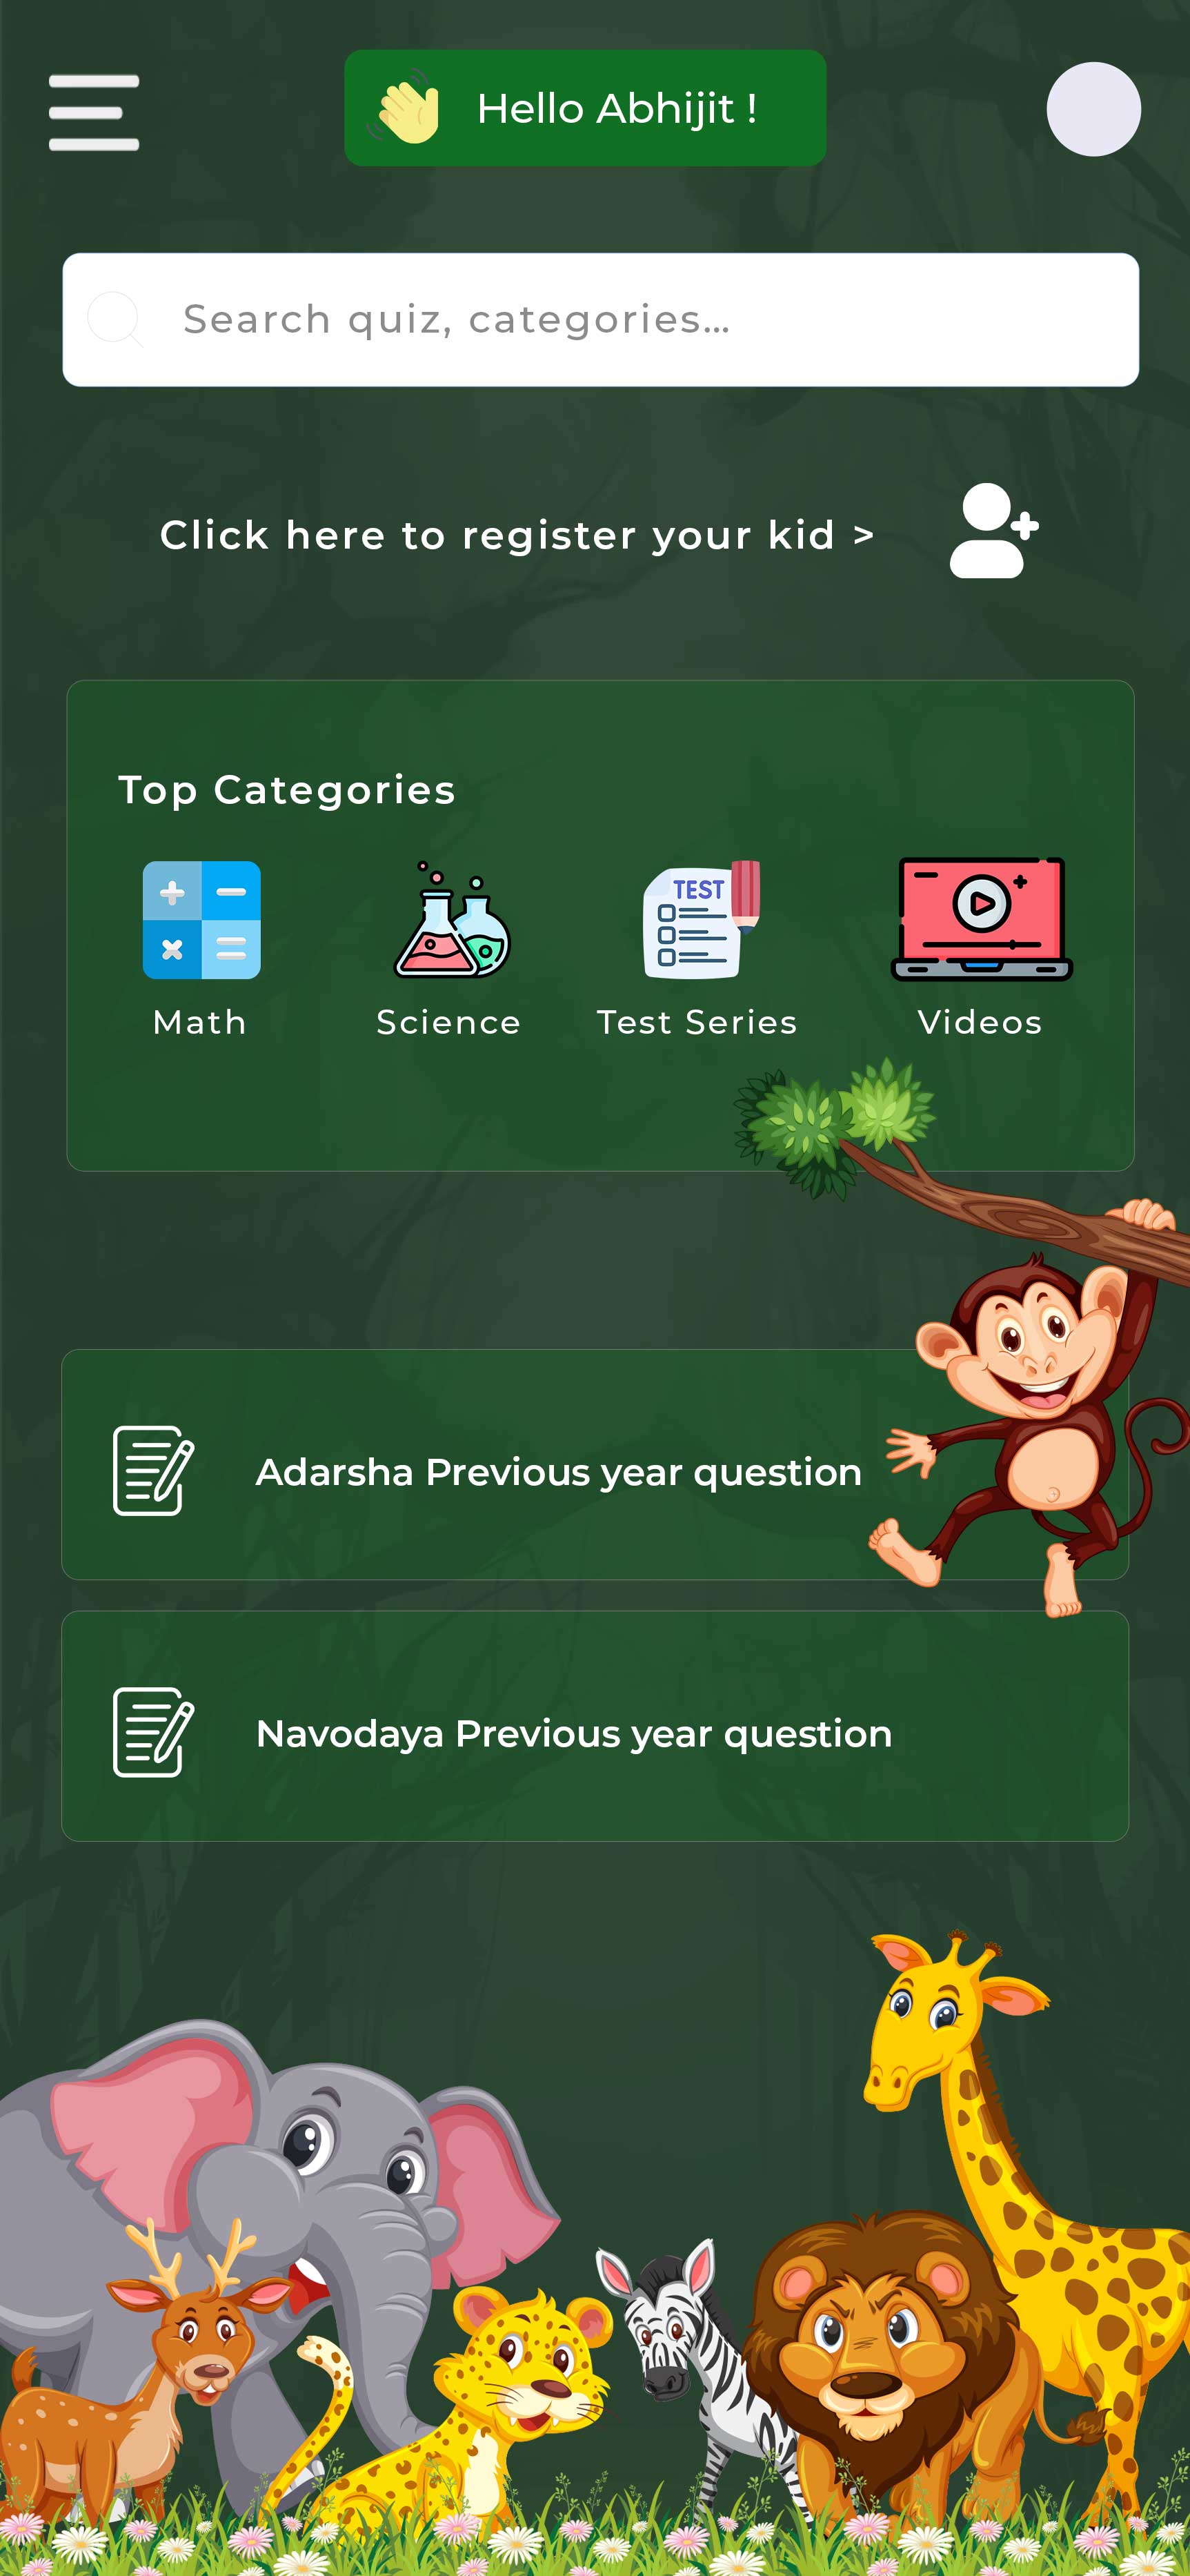 Hello Abhijit !
Search quiz, categories...
Click here to register your kid >
Top Categories
TEST
Math
Science
Test Series
Videos
Adarsha Previous year question
Navodaya Previous year question